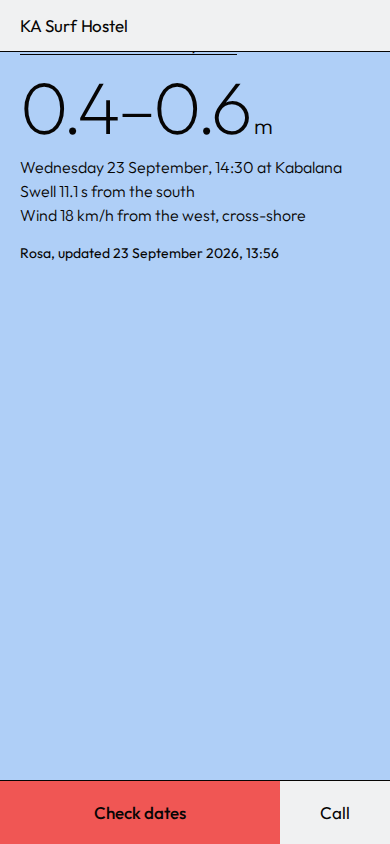 KA Surf Hostel
0.4–0.6 m
Wednesday 23 September, 14:30 at Kabalana
Swell 11.1 s from the south
Wind 18 km/h from the west, cross-shore
Rosa, updated 23 September 2026, 13:56
Check dates
Call